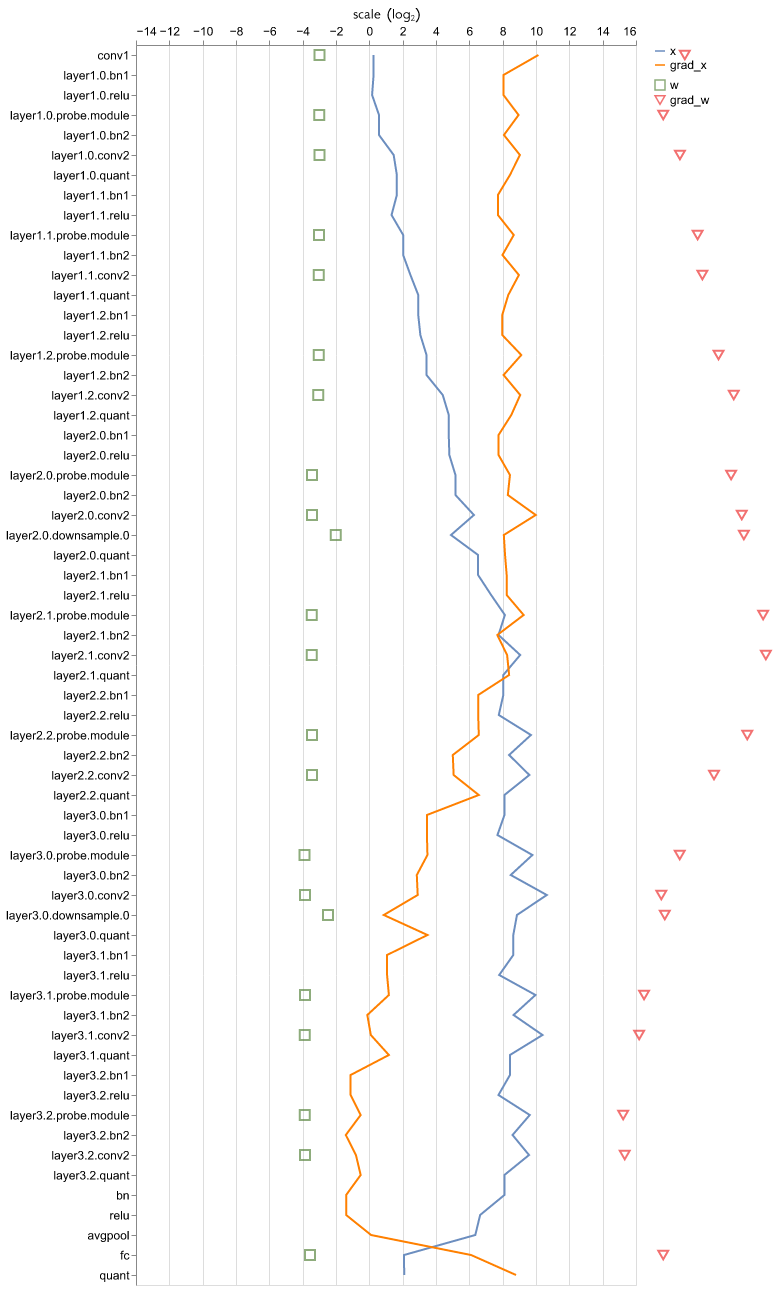 scale (log₂)
−14 −12 −10 −8 −6 −4 −2 0 2 4 6 8 10 12 14 16
x
grad_x
w
grad_w
conv1
layer1.0.bn1
layer1.0.relu
layer1.0.probe.module
layer1.0.bn2
layer1.0.conv2
layer1.0.quant
layer1.1.bn1
layer1.1.relu
layer1.1.probe.module
layer1.1.bn2
layer1.1.conv2
layer1.1.quant
layer1.2.bn1
layer1.2.relu
layer1.2.probe.module
layer1.2.bn2
layer1.2.conv2
layer1.2.quant
layer2.0.bn1
layer2.0.relu
layer2.0.probe.module
layer2.0.bn2
layer2.0.conv2
layer2.0.downsample.0
layer2.0.quant
layer2.1.bn1
layer2.1.relu
layer2.1.probe.module
layer2.1.bn2
layer2.1.conv2
layer2.1.quant
layer2.2.bn1
layer2.2.relu
layer2.2.probe.module
layer2.2.bn2
layer2.2.conv2
layer2.2.quant
layer3.0.bn1
layer3.0.relu
layer3.0.probe.module
layer3.0.bn2
layer3.0.conv2
layer3.0.downsample.0
layer3.0.quant
layer3.1.bn1
layer3.1.relu
layer3.1.probe.module
layer3.1.bn2
layer3.1.conv2
layer3.1.quant
layer3.2.bn1
layer3.2.relu
layer3.2.probe.module
layer3.2.bn2
layer3.2.conv2
layer3.2.quant
bn
relu
avgpool
fc
quant